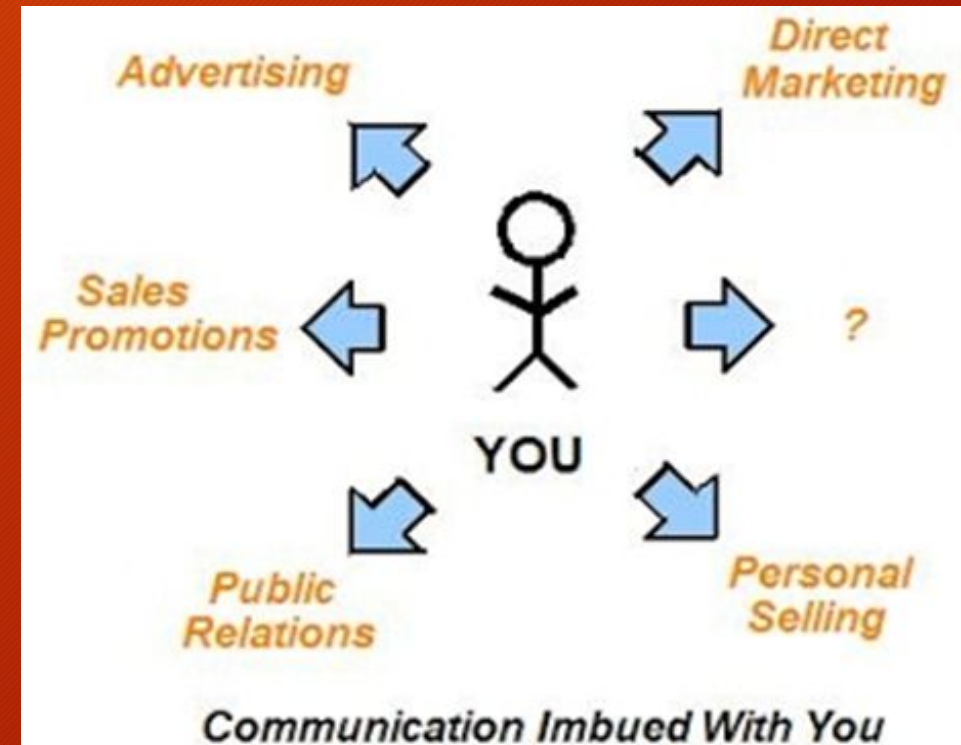 Advertising
Direct
Marketing
Sales
Promotions
?
YOU
Public
Relations
Personal
Selling
Communication Imbued With You